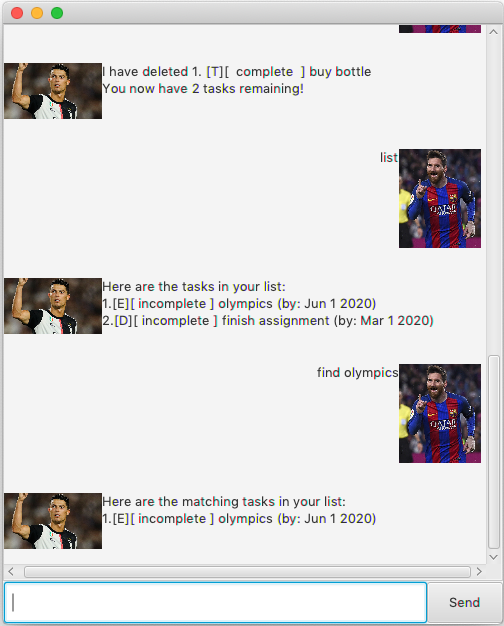 I have deleted 1. [T][  complete  ] buy bottle
You now have 2 tasks remaining!
list
Here are the tasks in your list:
1.[E][ incomplete ] olympics (by: Jun 1 2020)
2.[D][ incomplete ] finish assignment (by: Mar 1 2020)
find olympics
Here are the matching tasks in your list:
1.[E][ incomplete ] olympics (by: Jun 1 2020)
Send